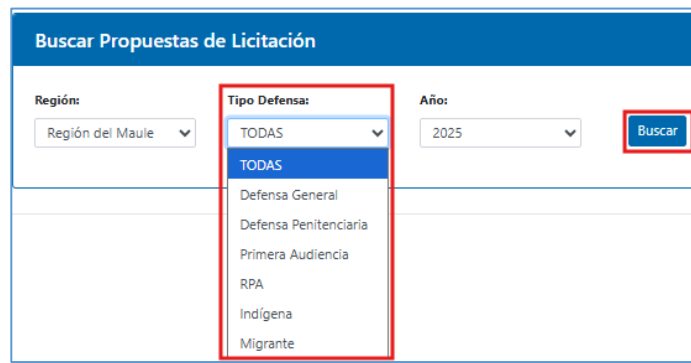 Buscar Propuestas de Licitación
Región: Tipo Defensa: Año:
Región del Maule TODAS 2025 Buscar
TODAS
Defensa General
Defensa Penitenciaria
Primera Audiencia
RPA
Indígena
Migrante